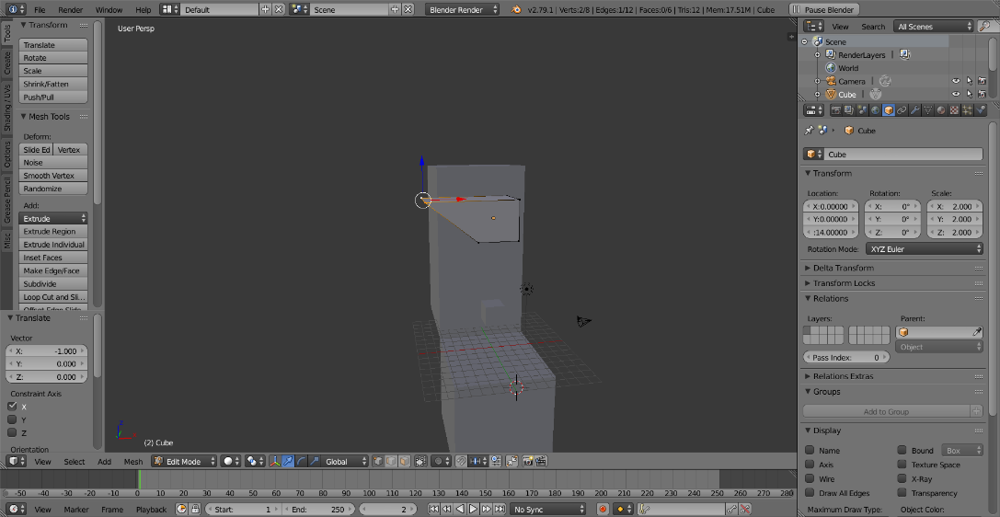 File Render Window Help Default Scene Blender Render v2.79.1 | Verts:2/8 | Edges:1/12 | Faces:0/6 | Tris:12 | Mem:17.51M | Cube Pause Blender
Tools
Create
Shading / UVs
Options
Grease Pencil
Misc
Transform
Translate
Rotate
Scale
Shrink/Fatten
Push/Pull
Mesh Tools
Deform:
Slide Ed Vertex
Noise
Smooth Vertex
Randomize
Add:
Extrude
Extrude Region
Extrude Individual
Inset Faces
Make Edge/Face
Subdivide
Loop Cut and Sli...
Offset Edge Slide
Translate
Vector
X: -1.000
Y: 0.000
Z: 0.000
Constraint Axis
X
Y
Z
Orientation
User Persp
(2) Cube
View Select Add Mesh Edit Mode Global
-50 -40 -30 -20 -10 0 10 20 30 40 50 60 70 80 90 100 110 120 130 140 150 160 170 180 190 200 210 220 230 240 250 260 270 280
View Marker Frame Playback Start: 1 End: 250 2 No Sync
View Search All Scenes
Scene
RenderLayers |
World
Camera |
Cube |
Cube
Cube
Transform
Location: Rotation: Scale:
X:0.00000 X: 0° X: 2.000
Y:0.00000 Y: 0° Y: 2.000
:14.00000 Z: 0° Z: 2.000
Rotation Mode: XYZ Euler
Delta Transform
Transform Locks
Relations
Layers: Parent:
Object
Pass Index: 0
Relations Extras
Groups
Add to Group
Display
Name Bound Box
Axis Texture Space
Wire X-Ray
Draw All Edges Transparency
Maximum Draw Type: Object Color: